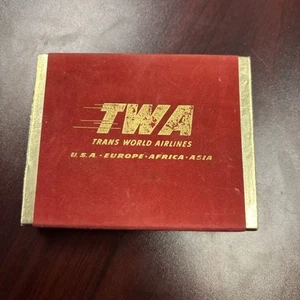 TWA
TRANS WORLD AIRLINES
U.S.A. · EUROPE · AFRICA · ASIA